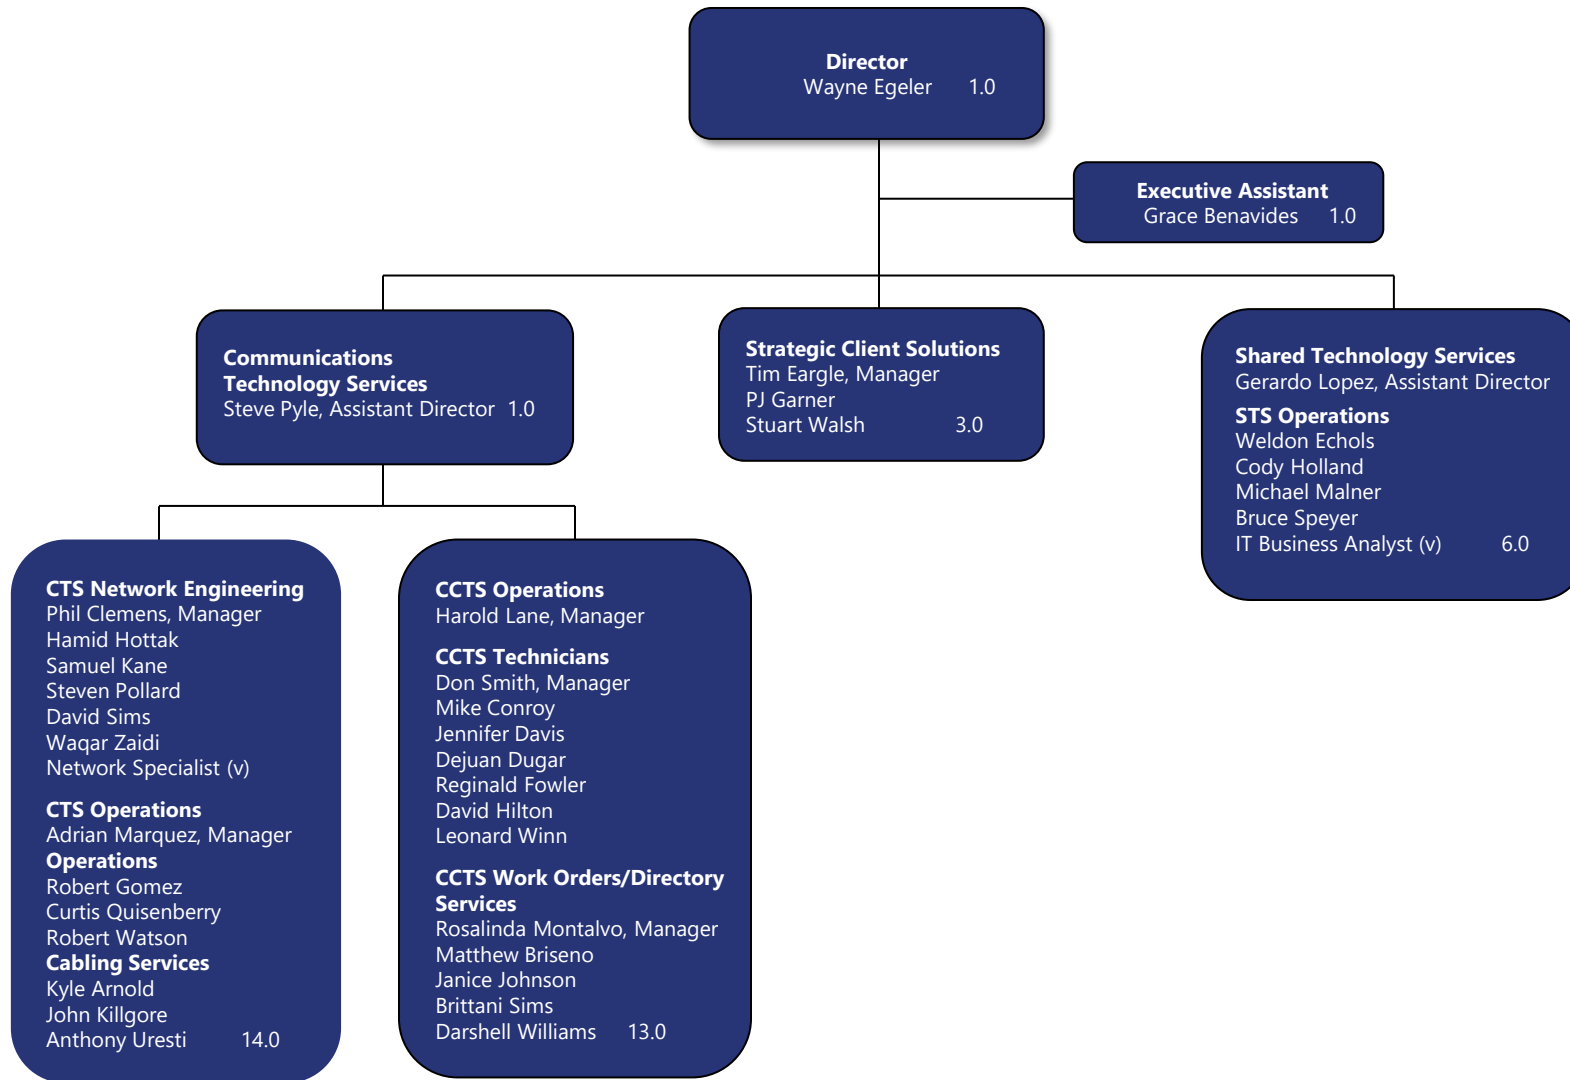 Director
Wayne Egeler 1.0
Executive Assistant
Grace Benavides 1.0
Communications
Technology Services
Steve Pyle, Assistant Director 1.0
Strategic Client Solutions
Tim Eargle, Manager
PJ Garner
Stuart Walsh 3.0
Shared Technology Services
Gerardo Lopez, Assistant Director
STS Operations
Weldon Echols
Cody Holland
Michael Malner
Bruce Speyer
IT Business Analyst (v) 6.0
CTS Network Engineering
Phil Clemens, Manager
Hamid Hottak
Samuel Kane
Steven Pollard
David Sims
Waqar Zaidi
Network Specialist (v)
CTS Operations
Adrian Marquez, Manager
Operations
Robert Gomez
Curtis Quisenberry
Robert Watson
Cabling Services
Kyle Arnold
John Killgore
Anthony Uresti 14.0
CCTS Operations
Harold Lane, Manager
CCTS Technicians
Don Smith, Manager
Mike Conroy
Jennifer Davis
Dejuan Dugar
Reginald Fowler
David Hilton
Leonard Winn
CCTS Work Orders/Directory
Services
Rosalinda Montalvo, Manager
Matthew Briseno
Janice Johnson
Brittani Sims
Darshell Williams 13.0